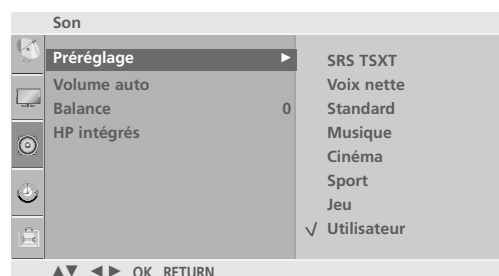 Son
Préréglage ►
Volume auto
Balance 0
HP intégrés
SRS TSXT
Voix nette
Standard
Musique
Cinéma
Sport
Jeu
√ Utilisateur
▲▼ ◄► OK RETURN